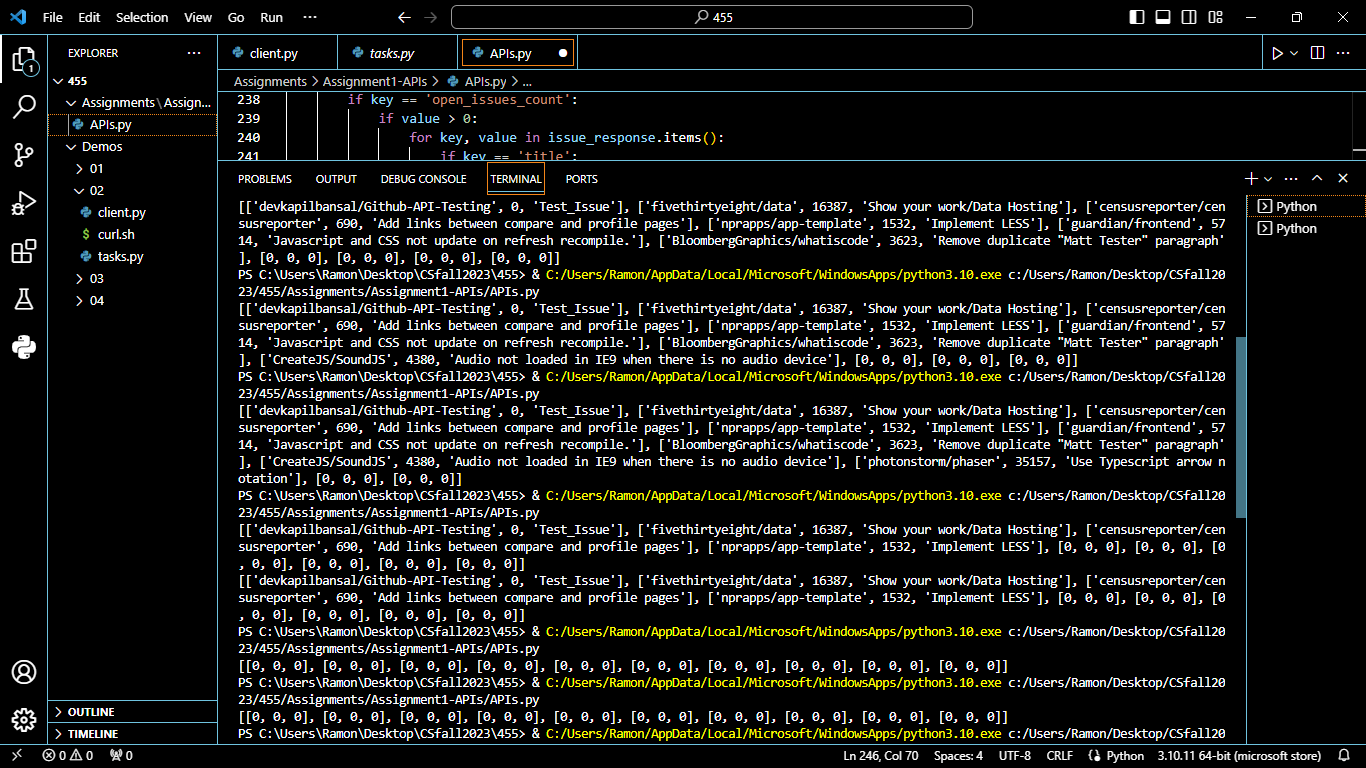 File Edit Selection View Go Run ··· 455
EXPLORER ···
455
Assignments\Assign...
APIs.py
Demos
01
02
client.py
$ curl.sh
tasks.py
03
04
OUTLINE
TIMELINE
client.py tasks.py APIs.py
Assignments > Assignment1-APIs > APIs.py > ...
238 if key == 'open_issues_count':
239 if value > 0:
240 for key, value in issue_response.items():
241 if key == 'title':
PROBLEMS OUTPUT DEBUG CONSOLE TERMINAL PORTS
[['devkapilbansal/Github-API-Testing', 0, 'Test_Issue'], ['fivethirtyeight/data', 16387, 'Show your work/Data Hosting'], ['censusreporter/cen
susreporter', 690, 'Add links between compare and profile pages'], ['nprapps/app-template', 1532, 'Implement LESS'], ['guardian/frontend', 57
14, 'Javascript and CSS not update on refresh recompile.'], ['BloombergGraphics/whatiscode', 3623, 'Remove duplicate "Matt Tester" paragraph'
], [0, 0, 0], [0, 0, 0], [0, 0, 0], [0, 0, 0]]
PS C:\Users\Ramon\Desktop\CSfall2023\455> & C:/Users/Ramon/AppData/Local/Microsoft/WindowsApps/python3.10.exe c:/Users/Ramon/Desktop/CSfall20
23/455/Assignments/Assignment1-APIs/APIs.py
[['devkapilbansal/Github-API-Testing', 0, 'Test_Issue'], ['fivethirtyeight/data', 16387, 'Show your work/Data Hosting'], ['censusreporter/cen
susreporter', 690, 'Add links between compare and profile pages'], ['nprapps/app-template', 1532, 'Implement LESS'], ['guardian/frontend', 57
14, 'Javascript and CSS not update on refresh recompile.'], ['BloombergGraphics/whatiscode', 3623, 'Remove duplicate "Matt Tester" paragraph'
], ['CreateJS/SoundJS', 4380, 'Audio not loaded in IE9 when there is no audio device'], [0, 0, 0], [0, 0, 0], [0, 0, 0]]
PS C:\Users\Ramon\Desktop\CSfall2023\455> & C:/Users/Ramon/AppData/Local/Microsoft/WindowsApps/python3.10.exe c:/Users/Ramon/Desktop/CSfall20
23/455/Assignments/Assignment1-APIs/APIs.py
[['devkapilbansal/Github-API-Testing', 0, 'Test_Issue'], ['fivethirtyeight/data', 16387, 'Show your work/Data Hosting'], ['censusreporter/cen
susreporter', 690, 'Add links between compare and profile pages'], ['nprapps/app-template', 1532, 'Implement LESS'], ['guardian/frontend', 57
14, 'Javascript and CSS not update on refresh recompile.'], ['BloombergGraphics/whatiscode', 3623, 'Remove duplicate "Matt Tester" paragraph'
], ['CreateJS/SoundJS', 4380, 'Audio not loaded in IE9 when there is no audio device'], ['photonstorm/phaser', 35157, 'Use Typescript arrow n
otation'], [0, 0, 0], [0, 0, 0]]
PS C:\Users\Ramon\Desktop\CSfall2023\455> & C:/Users/Ramon/AppData/Local/Microsoft/WindowsApps/python3.10.exe c:/Users/Ramon/Desktop/CSfall20
23/455/Assignments/Assignment1-APIs/APIs.py
[['devkapilbansal/Github-API-Testing', 0, 'Test_Issue'], ['fivethirtyeight/data', 16387, 'Show your work/Data Hosting'], ['censusreporter/cen
susreporter', 690, 'Add links between compare and profile pages'], ['nprapps/app-template', 1532, 'Implement LESS'], [0, 0, 0], [0, 0, 0], [0
, 0, 0], [0, 0, 0], [0, 0, 0], [0, 0, 0]]
[['devkapilbansal/Github-API-Testing', 0, 'Test_Issue'], ['fivethirtyeight/data', 16387, 'Show your work/Data Hosting'], ['censusreporter/cen
susreporter', 690, 'Add links between compare and profile pages'], ['nprapps/app-template', 1532, 'Implement LESS'], [0, 0, 0], [0, 0, 0], [0
, 0, 0], [0, 0, 0], [0, 0, 0], [0, 0, 0]]
PS C:\Users\Ramon\Desktop\CSfall2023\455> & C:/Users/Ramon/AppData/Local/Microsoft/WindowsApps/python3.10.exe c:/Users/Ramon/Desktop/CSfall20
23/455/Assignments/Assignment1-APIs/APIs.py
[[0, 0, 0], [0, 0, 0], [0, 0, 0], [0, 0, 0], [0, 0, 0], [0, 0, 0], [0, 0, 0], [0, 0, 0], [0, 0, 0], [0, 0, 0]]
PS C:\Users\Ramon\Desktop\CSfall2023\455> & C:/Users/Ramon/AppData/Local/Microsoft/WindowsApps/python3.10.exe c:/Users/Ramon/Desktop/CSfall20
23/455/Assignments/Assignment1-APIs/APIs.py
[[0, 0, 0], [0, 0, 0], [0, 0, 0], [0, 0, 0], [0, 0, 0], [0, 0, 0], [0, 0, 0], [0, 0, 0], [0, 0, 0], [0, 0, 0]]
PS C:\Users\Ramon\Desktop\CSfall2023\455> & C:/Users/Ramon/AppData/Local/Microsoft/WindowsApps/python3.10.exe c:/Users/Ramon/Desktop/CSfall20
Python
Python
0 0 0 Ln 246, Col 70 Spaces: 4 UTF-8 CRLF Python 3.10.11 64-bit (microsoft store)